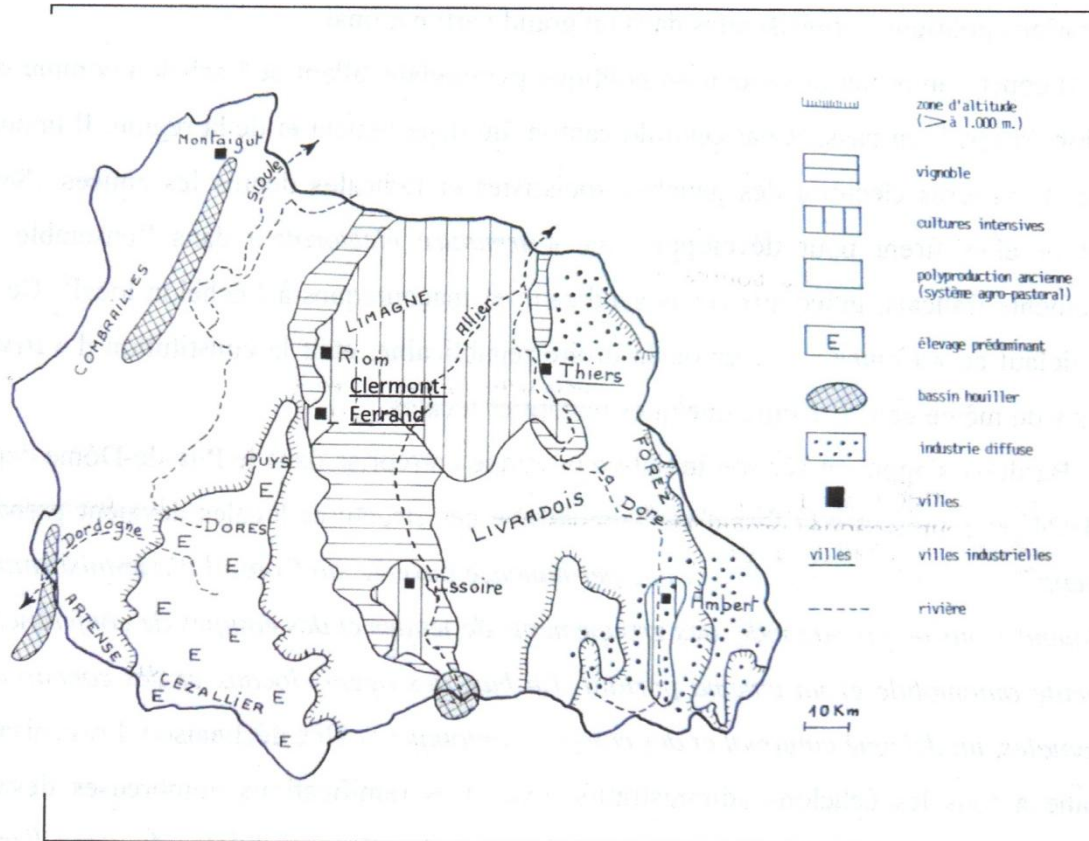 Montaigut
Sioule
COMBRAILLES
LIMAGNE
Allier
Riom
Thiers
Clermont-
Ferrand
PUYS
E
FOREZ
DORES
E
LIVRADOIS
la Dore
Dordogne
E
E
E
Issoire
Ambert
ARTENSE
E
E
E
E
CÉZALLIER
E
E
E
E
zone d'altitude
(> à 1.000 m.)
vignoble
cultures intensives
polyproduction ancienne
(système agro-pastoral)
E élevage prédominant
bassin houiller
industrie diffuse
villes
villes villes industrielles
rivière
10 Km